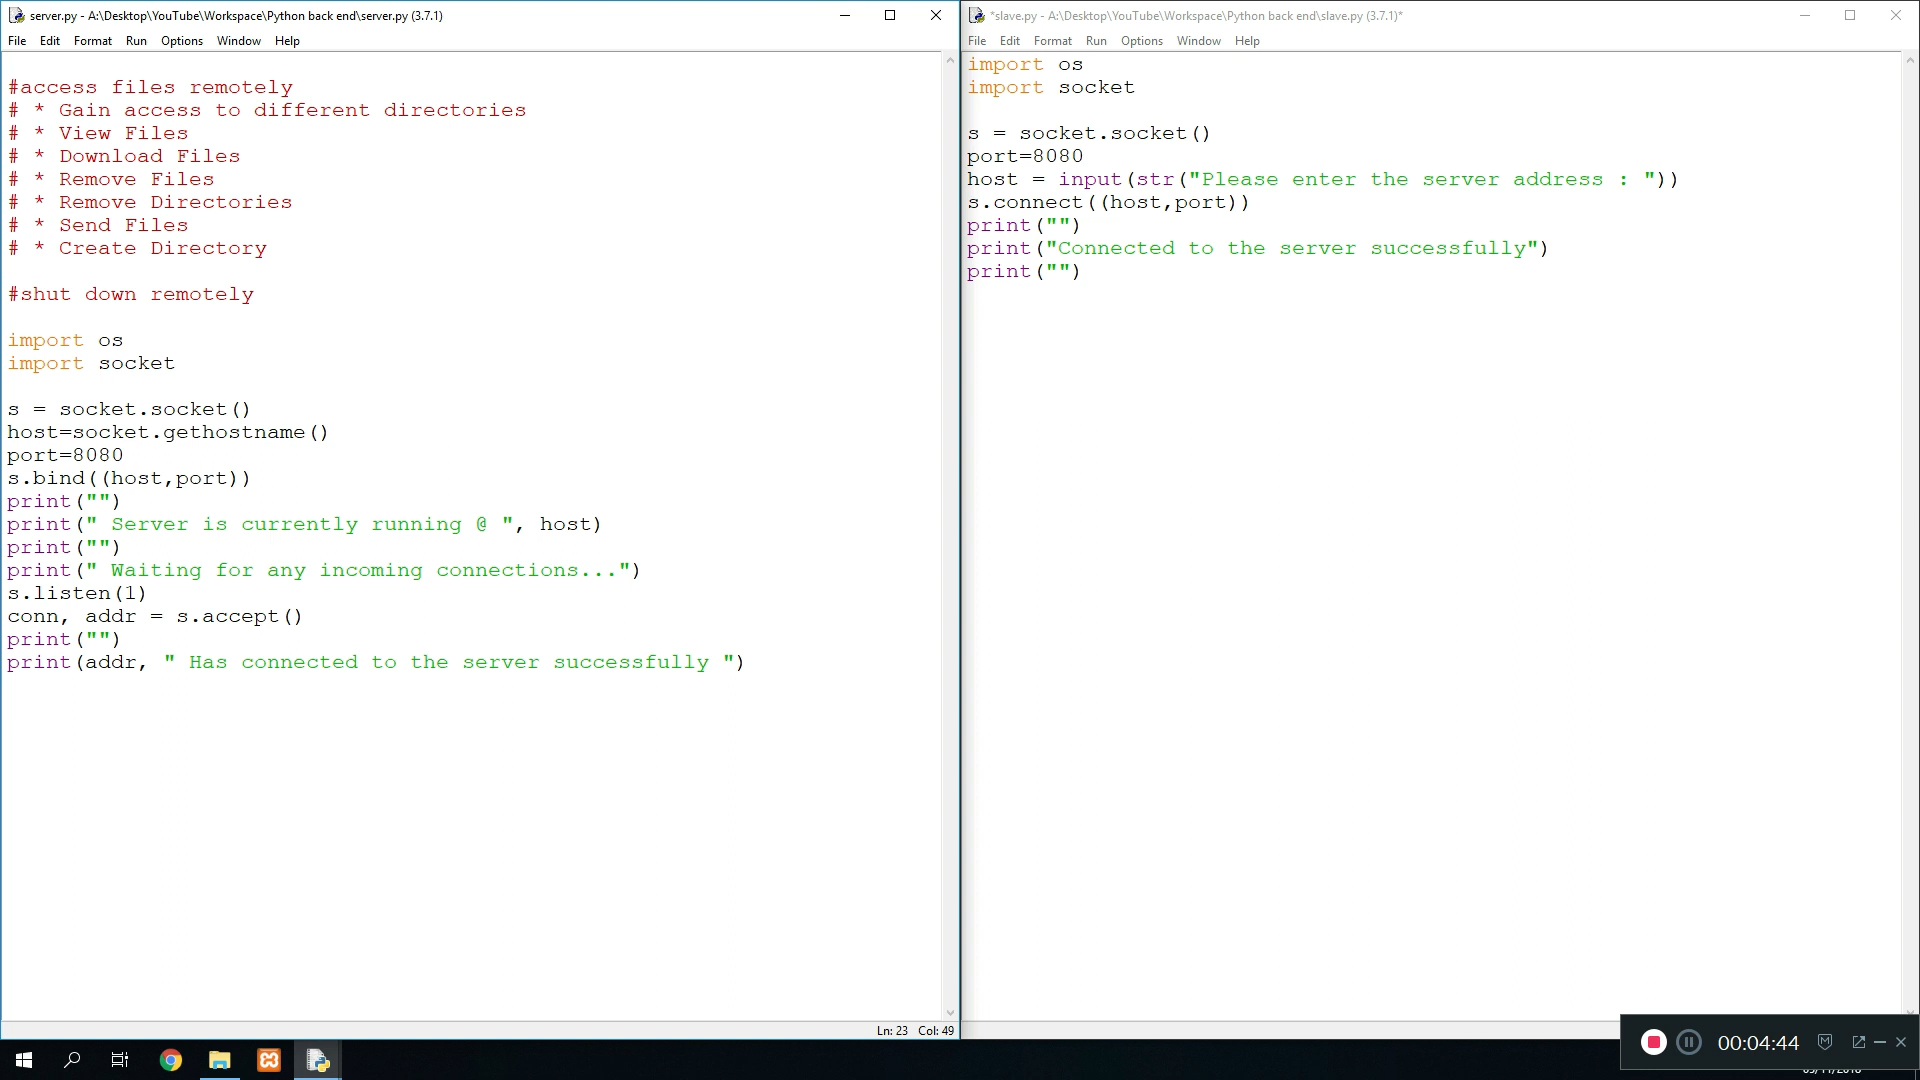 server.py - A:\Desktop\YouTube\Workspace\Python back end\server.py (3.7.1)
File Edit Format Run Options Window Help
#access files remotely
# * Gain access to different directories
# * View Files
# * Download Files
# * Remove Files
# * Remove Directories
# * Send Files
# * Create Directory
#shut down remotely
import os
import socket
s = socket.socket()
host=socket.gethostname()
port=8080
s.bind((host,port))
print("")
print(" Server is currently running @ ", host)
print("")
print(" Waiting for any incoming connections...")
s.listen(1)
conn, addr = s.accept()
print("")
print(addr, " Has connected to the server successfully ")
Ln: 23 Col: 49
*slave.py - A:\Desktop\YouTube\Workspace\Python back end\slave.py (3.7.1)*
File Edit Format Run Options Window Help
import os
import socket
s = socket.socket()
port=8080
host = input(str("Please enter the server address : "))
s.connect((host,port))
print("")
print("Connected to the server successfully")
print("")
00:04:44